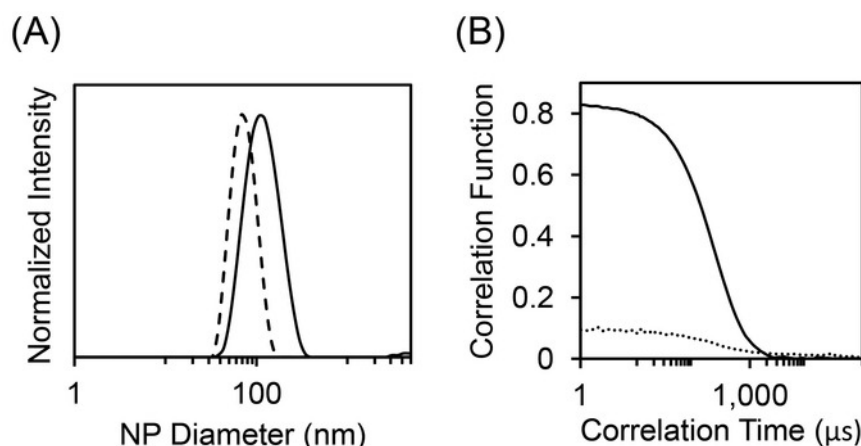 (A)
Normalized Intensity
1
100
NP Diameter (nm)
(B)
Correlation Function
0.8
0.6
0.4
0.2
0
1
1,000
Correlation Time (μs)